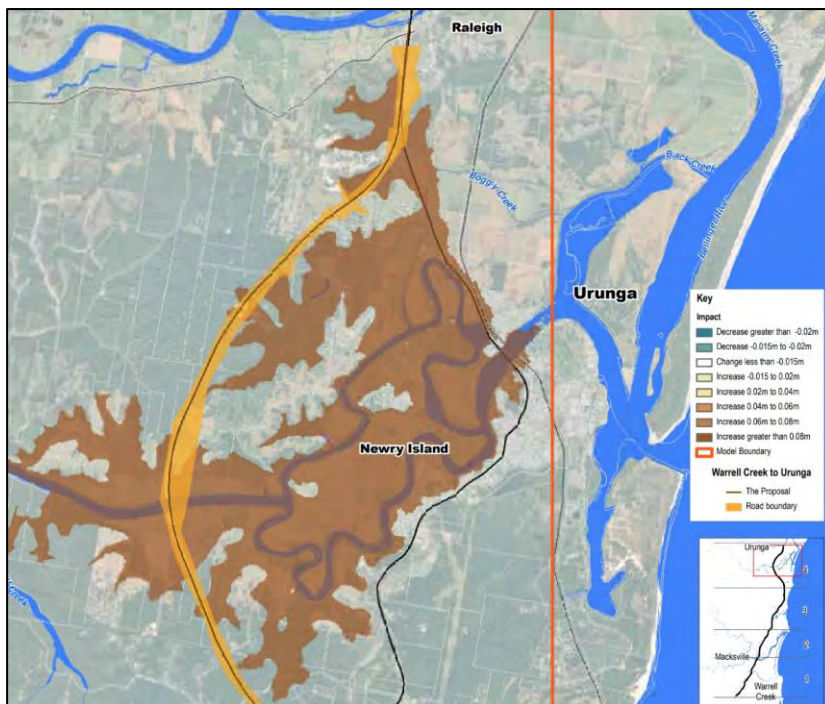 Raleigh
Maralol Creek
Boggy Creek
Back Creek
Bellinger River
Urunga
Newry Island
Key
Impact
Decrease greater than -0.02m
Decrease -0.015m to -0.02m
Change less than -0.015m
Increase -0.015 to 0.02m
Increase 0.02m to 0.04m
Increase 0.04m to 0.06m
Increase 0.06m to 0.08m
Increase greater than 0.08m
Model Boundary
Warrell Creek to Urunga
The Proposal
Road boundary
Urunga
4
3
Macksville
2
Warrell
Creek
1